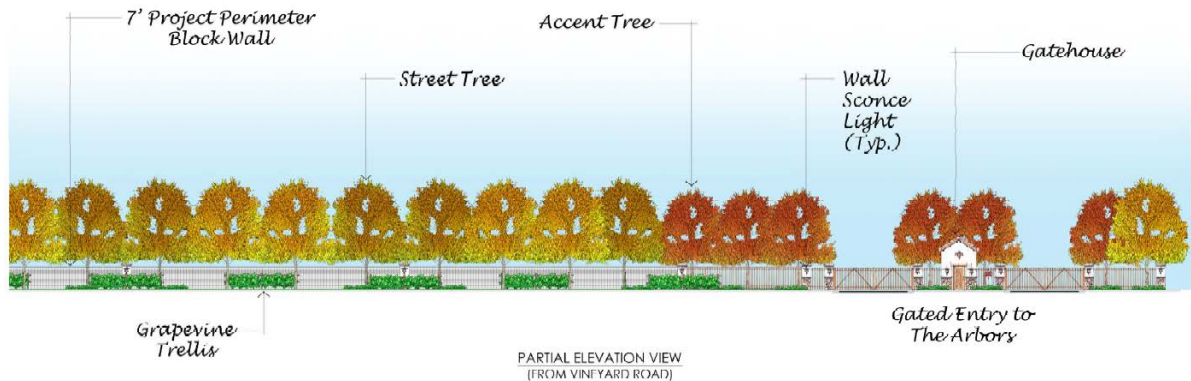 7' Project Perimeter
Block Wall
Street Tree
Accent Tree
Wall
Sconce
Light
(Typ.)
Gatehouse
Grapevine
Trellis
Gated Entry to
The Arbors
PARTIAL ELEVATION VIEW
(FROM VINEYARD ROAD)